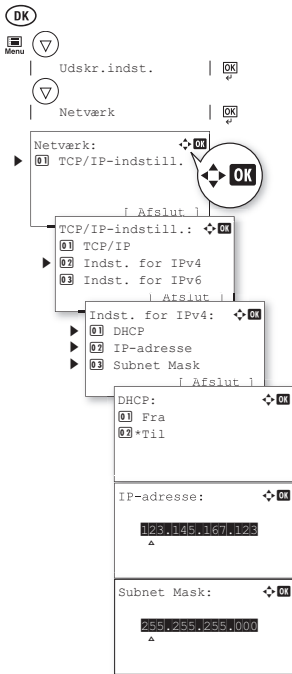 DK
Menu
Udskr.indst. OK
Netværk OK
Netværk: OK
01 TCP/IP-indstill.
OK
[ Afslut ]
TCP/IP-indstill.: OK
01 TCP/IP
02 Indst. for IPv4
03 Indst. for IPv6
[ Afslut ]
Indst. for IPv4: OK
01 DHCP
02 IP-adresse
03 Subnet Mask
[ Afslut ]
DHCP: OK
01 Fra
02 *Til
IP-adresse: OK
123.145.167.123
Subnet Mask: OK
255.255.255.000